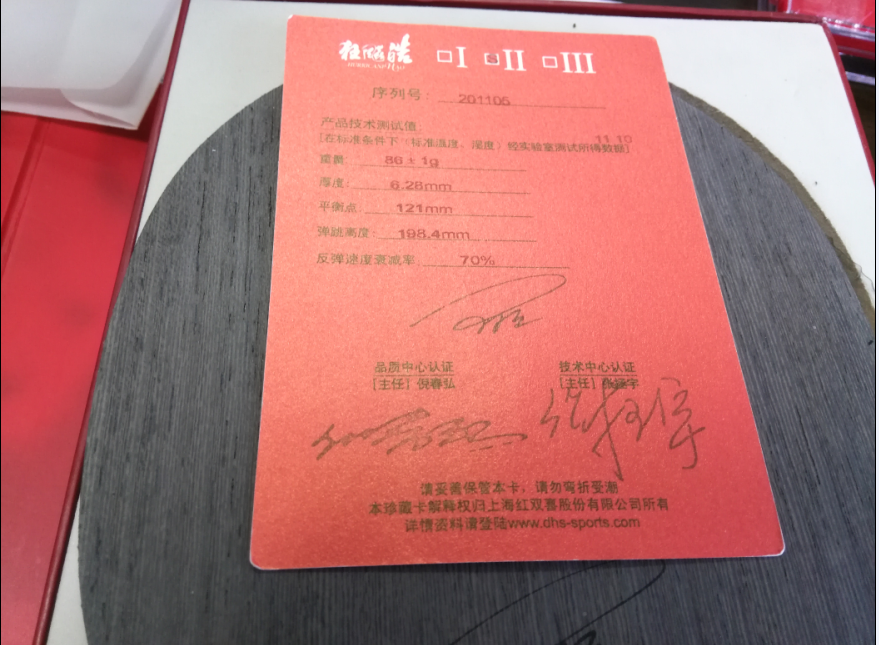 狂飚皓 □I ⓈII □III
HURRICANE HAO
序列号: 201105
产品技术测试值:
11 10
[在标准条件下(标准温度、湿度)经实验室测试所得数据]
重量: 86±1g
厚度: 6.28mm
平衡点: 121mm
弹跳高度: 198.4mm
反弹速度衰减率: 70%
品质中心认证 技术中心认证
[主任] 倪春弘 [主任]
请妥善保管本卡,请勿弯折受潮
本珍藏卡解释权归上海红双喜股份有限公司所有
详情资料请登陆www.dhs-sports.com